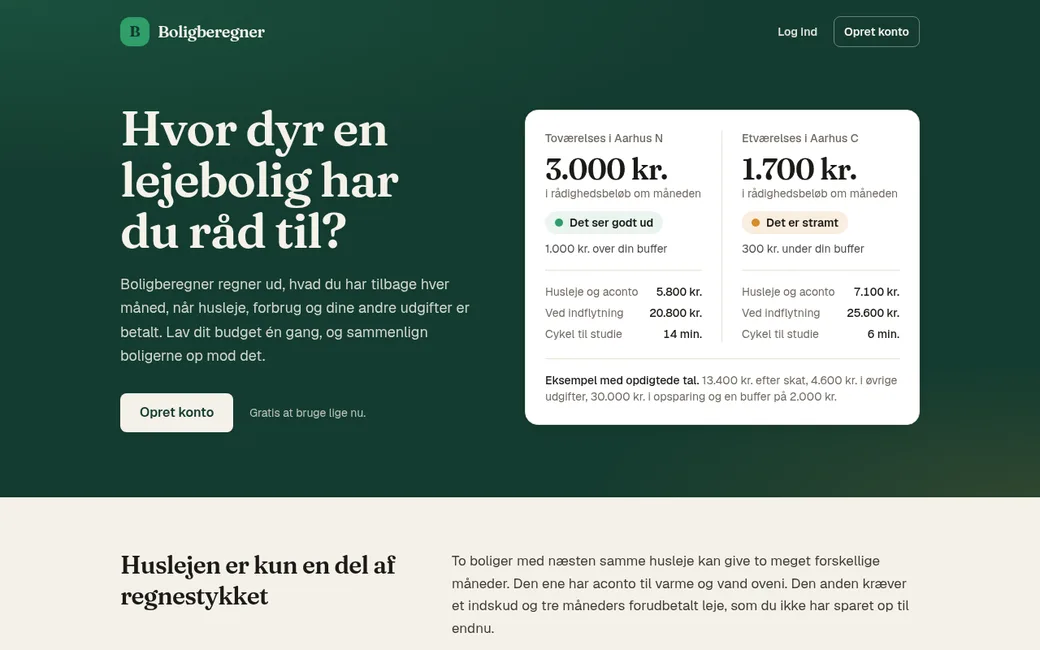 B
Boligberegner
Log ind
Opret konto
Hvor dyr en
lejebolig har
du råd til?
Boligberegner regner ud, hvad du har tilbage hver
måned, når husleje, forbrug og dine andre udgifter er
betalt. Lav dit budget én gang, og sammenlign
boligerne op mod det.
Opret konto
Gratis at bruge lige nu.
Toværelses i Aarhus N
3.000 kr.
i rådighedsbeløb om måneden
Det ser godt ud
1.000 kr. over din buffer
Husleje og aconto 5.800 kr.
Ved indflytning 20.800 kr.
Cykel til studie 14 min.
Etværelses i Aarhus C
1.700 kr.
i rådighedsbeløb om måneden
Det er stramt
300 kr. under din buffer
Husleje og aconto 7.100 kr.
Ved indflytning 25.600 kr.
Cykel til studie 6 min.
Eksempel med opdigtede tal. 13.400 kr. efter skat, 4.600 kr. i øvrige
udgifter, 30.000 kr. i opsparing og en buffer på 2.000 kr.
Huslejen er kun en del af
regnestykket
To boliger med næsten samme husleje kan give to meget forskellige
måneder. Den ene har aconto til varme og vand oveni. Den anden kræver
et indskud og tre måneders forudbetalt leje, som du ikke har sparet op til
endnu.